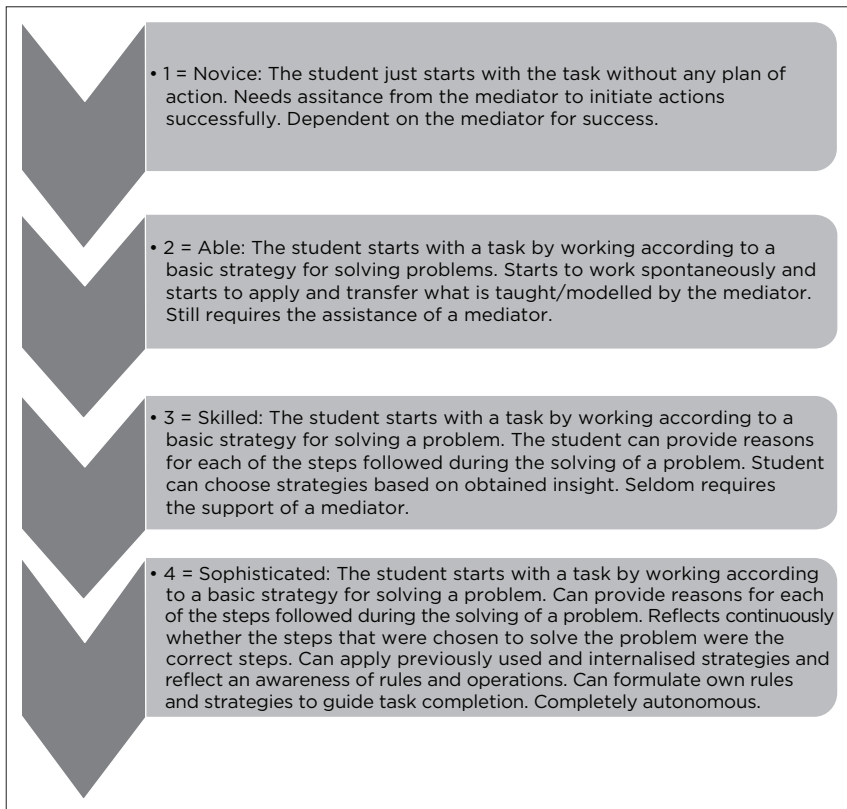 • 1 = Novice: The student just starts with the task without any plan of
action. Needs assitance from the mediator to initiate actions
successfully. Dependent on the mediator for success.
• 2 = Able: The student starts with a task by working according to a
basic strategy for solving problems. Starts to work spontaneously and
starts to apply and transfer what is taught/modelled by the mediator.
Still requires the assistance of a mediator.
• 3 = Skilled: The student starts with a task by working according to a
basic strategy for solving a problem. The student can provide reasons
for each of the steps followed during the solving of a problem. Student
can choose strategies based on obtained insight. Seldom requires
the support of a mediator.
• 4 = Sophisticated: The student starts with a task by working according
to a basic strategy for solving a problem. Can provide reasons for each
of the steps followed during the solving of a problem. Reflects continuously
whether the steps that were chosen to solve the problem were the
correct steps. Can apply previously used and internalised strategies and
reflect an awareness of rules and operations. Can formulate own rules
and strategies to guide task completion. Completely autonomous.